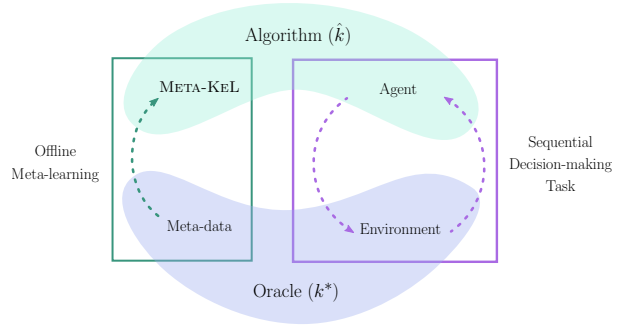 Algorithm (k̂)
META-KEL
Agent
Offline
Meta-learning
Sequential
Decision-making
Task
Meta-data
Environment
Oracle (k*)